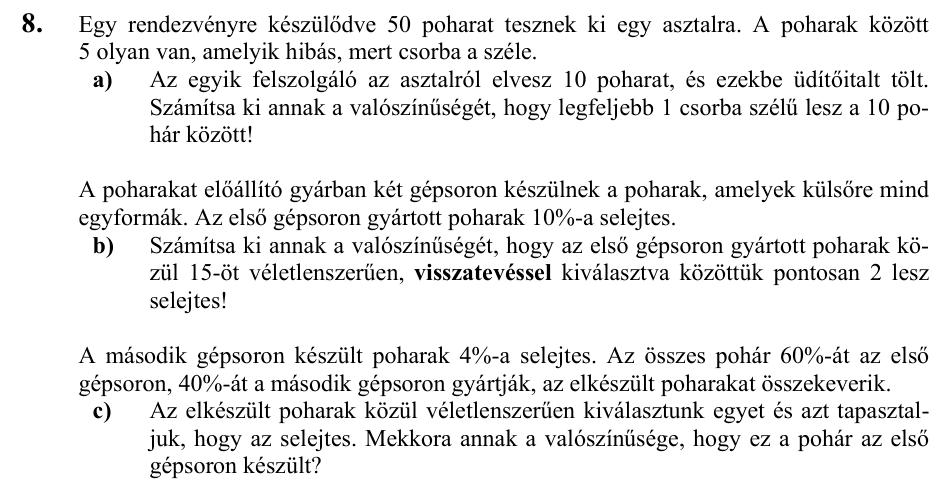 8. Egy rendezvényre készülődve 50 poharat tesznek ki egy asztalra. A poharak között
5 olyan van, amelyik hibás, mert csorba a széle.
a) Az egyik felszolgáló az asztalról elvesz 10 poharat, és ezekbe üdítőitalt tölt.
Számítsa ki annak a valószínűségét, hogy legfeljebb 1 csorba szélű lesz a 10 po-
hár között!
A poharakat előállító gyárban két gépsoron készülnek a poharak, amelyek külsőre mind
egyformák. Az első gépsoron gyártott poharak 10%-a selejtes.
b) Számítsa ki annak a valószínűségét, hogy az első gépsoron gyártott poharak kö-
zül 15-öt véletlenszerűen, visszatevéssel kiválasztva közöttük pontosan 2 lesz
selejtes!
A második gépsoron készült poharak 4%-a selejtes. Az összes pohár 60%-át az első
gépsoron, 40%-át a második gépsoron gyártják, az elkészült poharakat összekeverik.
c) Az elkészült poharak közül véletlenszerűen kiválasztunk egyet és azt tapasztal-
juk, hogy az selejtes. Mekkora annak a valószínűsége, hogy ez a pohár az első
gépsoron készült?